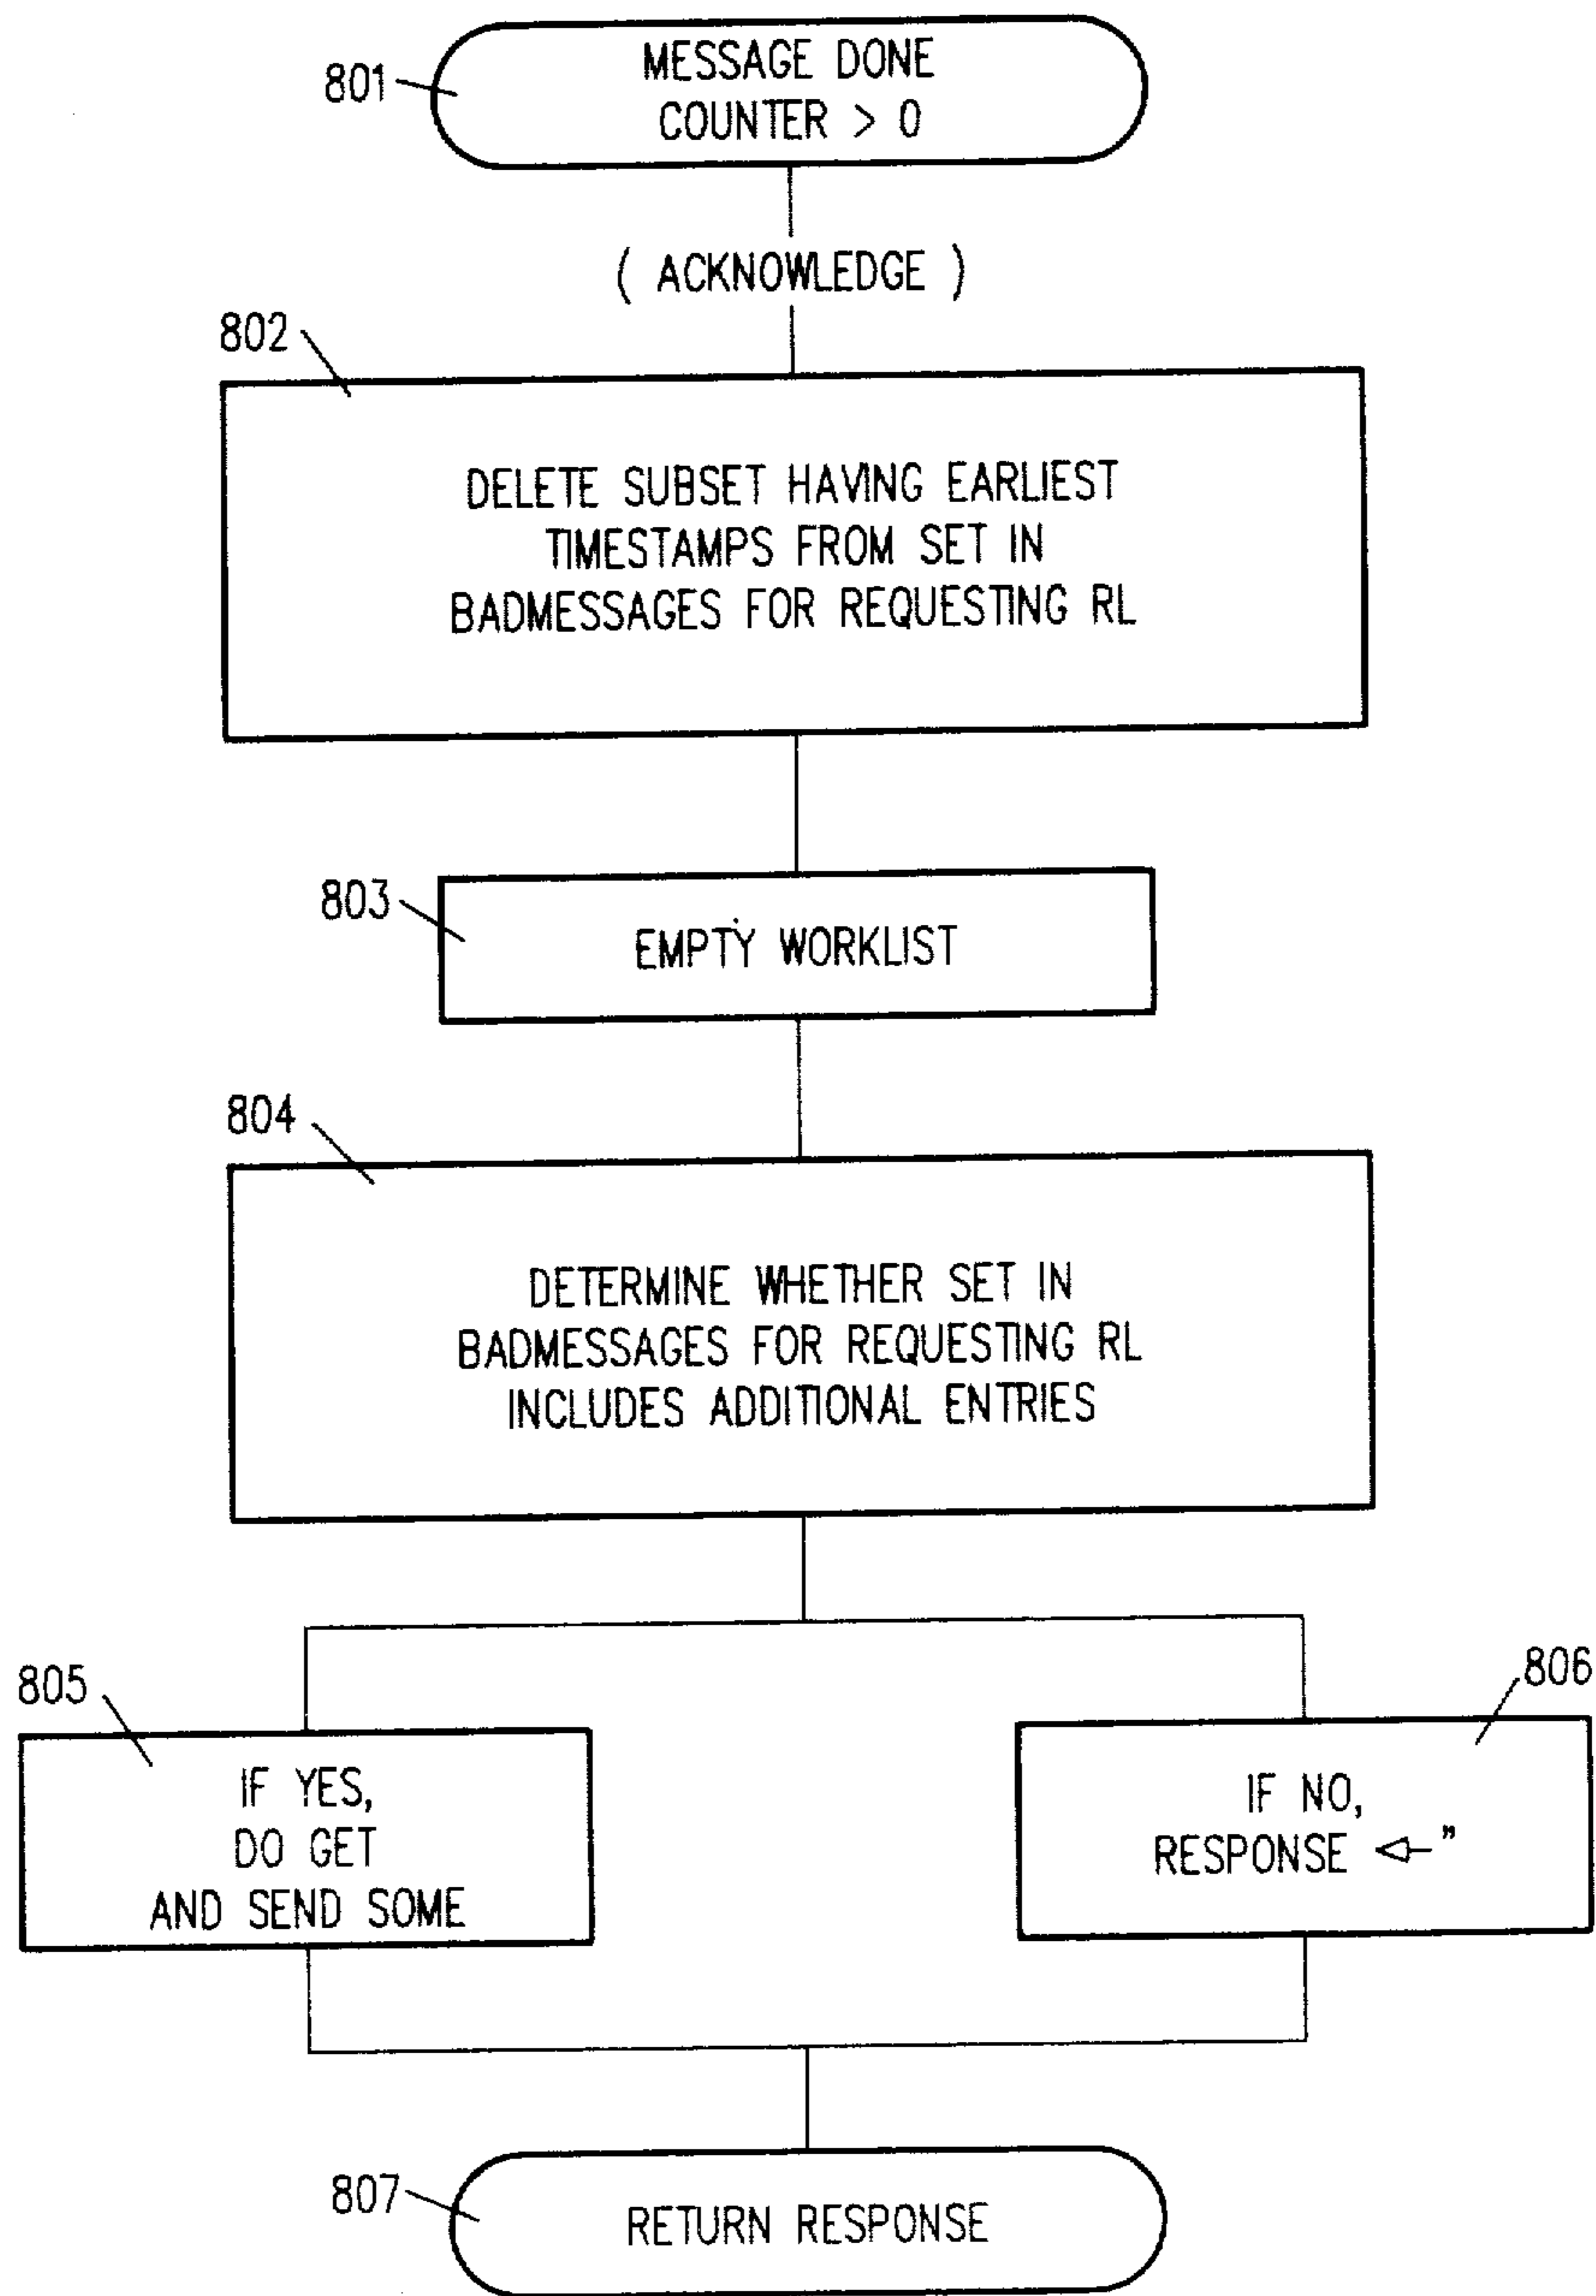 801
MESSAGE DONE
COUNTER > 0
( ACKNOWLEDGE )
802
DELETE SUBSET HAVING EARLIEST
TIMESTAMPS FROM SET IN
BADMESSAGES FOR REQUESTING RL
803
EMPTY WORKLIST
804
DETERMINE WHETHER SET IN
BADMESSAGES FOR REQUESTING RL
INCLUDES ADDITIONAL ENTRIES
805
IF YES,
DO GET
AND SEND SOME
806
IF NO,
RESPONSE ← ”
807
RETURN RESPONSE